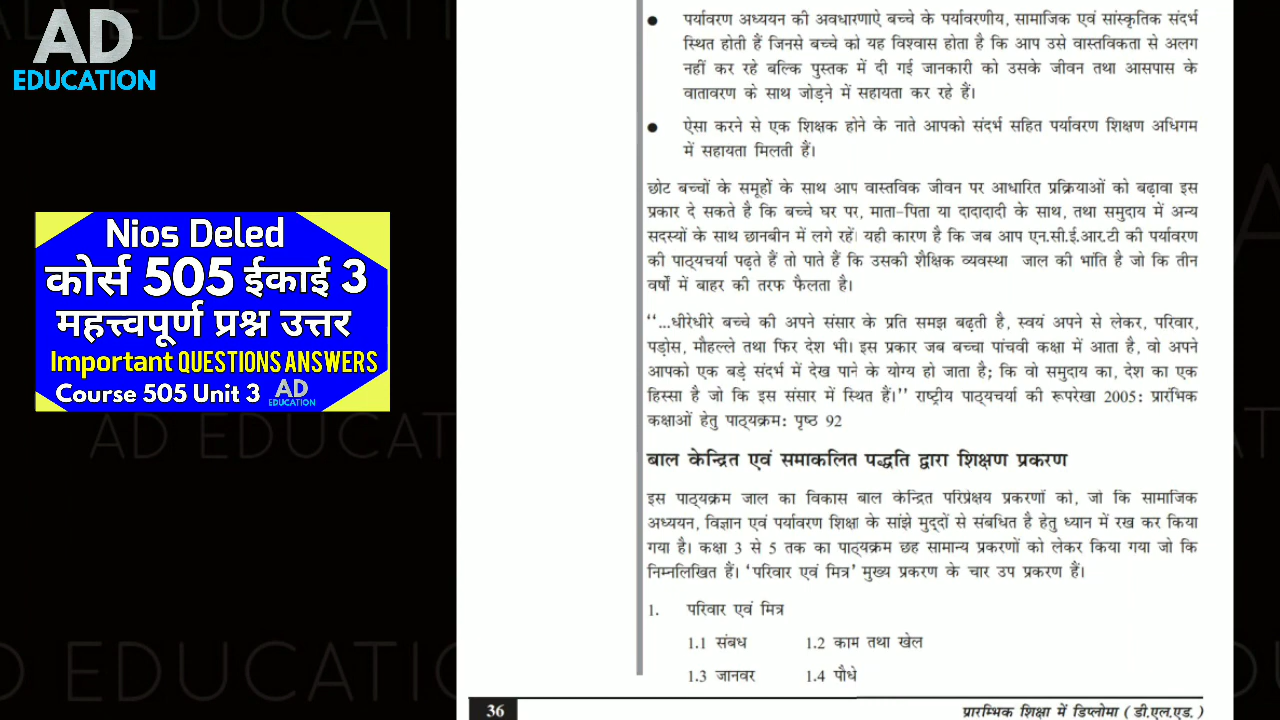 AD
EDUCATION
Nios Deled
कोर्स 505 ईकाई 3
महत्त्वपूर्ण प्रश्न उत्तर
Important QUESTIONS ANSWERS
Course 505 Unit 3 AD
EDUCATION
AD EDUCATION
● पर्यावरण अध्ययन की अवधारणाऐं बच्चे के पर्यावरणीय, सामाजिक एवं सांस्कृतिक संदर्भ
स्थित होती हैं जिनसे बच्चे को यह विश्वास होता है कि आप उसे वास्तविकता से अलग
नहीं कर रहे बल्कि पुस्तक में दी गई जानकारी को उसके जीवन तथा आसपास के
वातावरण के साथ जोड़ने में सहायता कर रहे हैं।
● ऐसा करने से एक शिक्षक होने के नाते आपको संदर्भ सहित पर्यावरण शिक्षण अधिगम
में सहायता मिलती हैं।
छोट बच्चों के समूहों के साथ आप वास्तविक जीवन पर आधारित प्रक्रियाओं को बढ़ावा इस
प्रकार दे सकते है कि बच्चे घर पर, माता-पिता या दादादादी के साथ, तथा समुदाय में अन्य
सदस्यों के साथ छानबीन में लगे रहें। यही कारण है कि जब आप एन.सी.ई.आर.टी की पर्यावरण
की पाठ्यचर्या पढ़ते हैं तो पाते हैं कि उसकी शैक्षिक व्यवस्था जाल की भांति है जो कि तीन
वर्षों में बाहर की तरफ फैलता है।
“...धीरेधीरे बच्चे की अपने संसार के प्रति समझ बढ़ती है, स्वयं अपने से लेकर, परिवार,
पड़ोस, मौहल्ले तथा फिर देश भी। इस प्रकार जब बच्चा पांचवी कक्षा में आता है, वो अपने
आपको एक बड़े संदर्भ में देख पाने के योग्य हो जाता है; कि वो समुदाय का, देश का एक
हिस्सा है जो कि इस संसार में स्थित हैं।” राष्ट्रीय पाठ्यचर्या की रूपरेखा 2005: प्रारंभिक
कक्षाओं हेतु पाठ्यक्रम: पृष्ठ 92
बाल केन्द्रित एवं समाकलित पद्धति द्वारा शिक्षण प्रकरण
इस पाठ्यक्रम जाल का विकास बाल केन्द्रित परिप्रेक्षय प्रकरणों को, जो कि सामाजिक
अध्ययन, विज्ञान एवं पर्यावरण शिक्षा के सांझे मुद्दों से संबधित है हेतु ध्यान में रख कर किया
गया है। कक्षा 3 से 5 तक का पाठ्यक्रम छह सामान्य प्रकरणों को लेकर किया गया जो कि
निम्नलिखित हैं। ‘परिवार एवं मित्र’ मुख्य प्रकरण के चार उप प्रकरण हैं।
1. परिवार एवं मित्र
1.1 संबध 1.2 काम तथा खेल
1.3 जानवर 1.4 पौधे
36 प्रारम्भिक शिक्षा में डिप्लोमा (डी.एल.एड.)